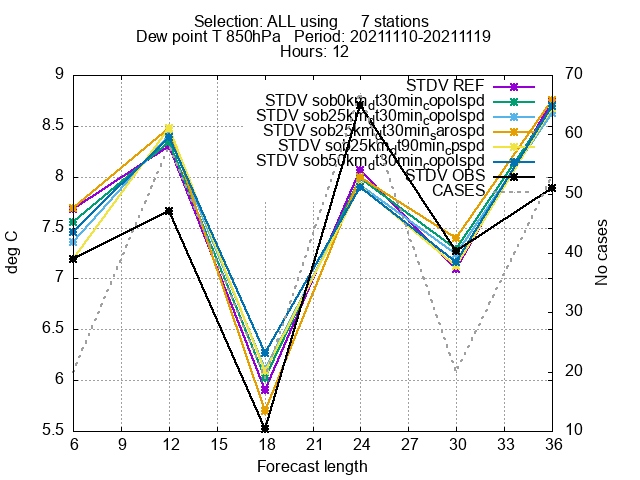 Selection: ALL using 7 stations
Dew point T 850hPa Period: 20211110-20211119
Hours: 12
STDV REF
STDV sob0km_dt30min_copolspd
STDV sob25km_dt30min_copolspd
STDV sob25km_dt30min_sarospd
STDV sob25km_dt90min_cpspd
STDV sob50km_dt30min_copolspd
STDV OBS
CASES
9
8.5
8
7.5
7
6.5
6
5.5
deg C
70
60
50
40
30
20
10
No cases
6 9 12 15 18 21 24 27 30 33 36
Forecast length